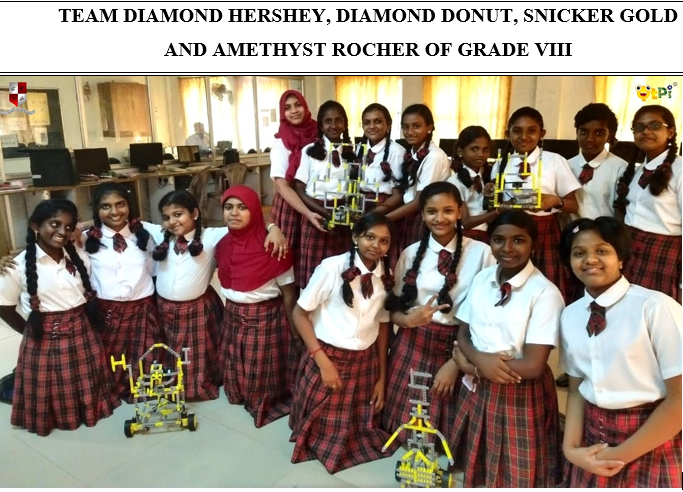 TEAM DIAMOND HERSHEY, DIAMOND DONUT, SNICKER GOLD
AND AMETHYST ROCHER OF GRADE VIII